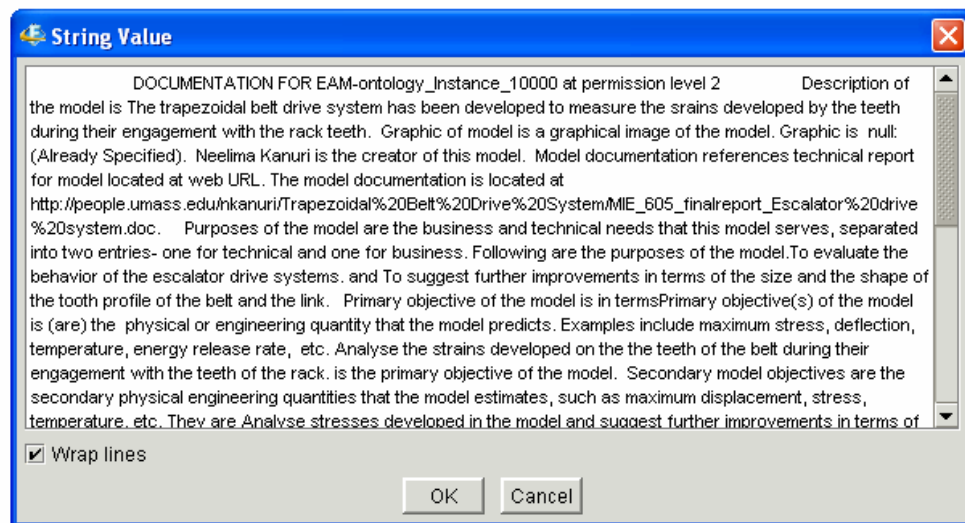 String Value
DOCUMENTATION FOR EAM-ontology_Instance_10000 at permission level 2 Description of
the model is The trapezoidal belt drive system has been developed to measure the srains developed by the teeth
during their engagement with the rack teeth. Graphic of model is a graphical image of the model. Graphic is null:
(Already Specified). Neelima Kanuri is the creator of this model. Model documentation references technical report
for model located at web URL. The model documentation is located at
http://people.umass.edu/nkanuri/Trapezoidal%20Belt%20Drive%20System/MIE_605_finalreport_Escalator%20drive
%20system.doc. Purposes of the model are the business and technical needs that this model serves, separated
into two entries- one for technical and one for business. Following are the purposes of the model.To evaluate the
behavior of the escalator drive systems. and To suggest further improvements in terms of the size and the shape of
the tooth profile of the belt and the link. Primary objective of the model is in termsPrimary objective(s) of the model
is (are) the physical or engineering quantity that the model predicts. Examples include maximum stress, deflection,
temperature, energy release rate, etc. Analyse the strains developed on the the teeth of the belt during their
engagement with the teeth of the rack. is the primary objective of the model. Secondary model objectives are the
secondary physical engineering quantities that the model estimates, such as maximum displacement, stress,
temperature, etc. They are Analyse stresses developed in the model and suggest further improvements in terms of
Wrap lines
OK Cancel